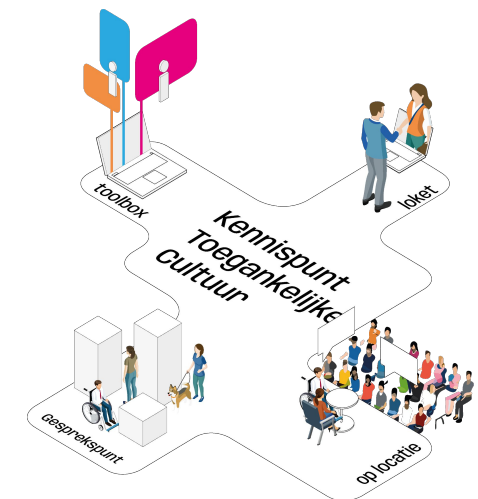 toolbox
loket
Kennispunt
Toegankelijke
Cultuur
Gesprekspunt
op locatie